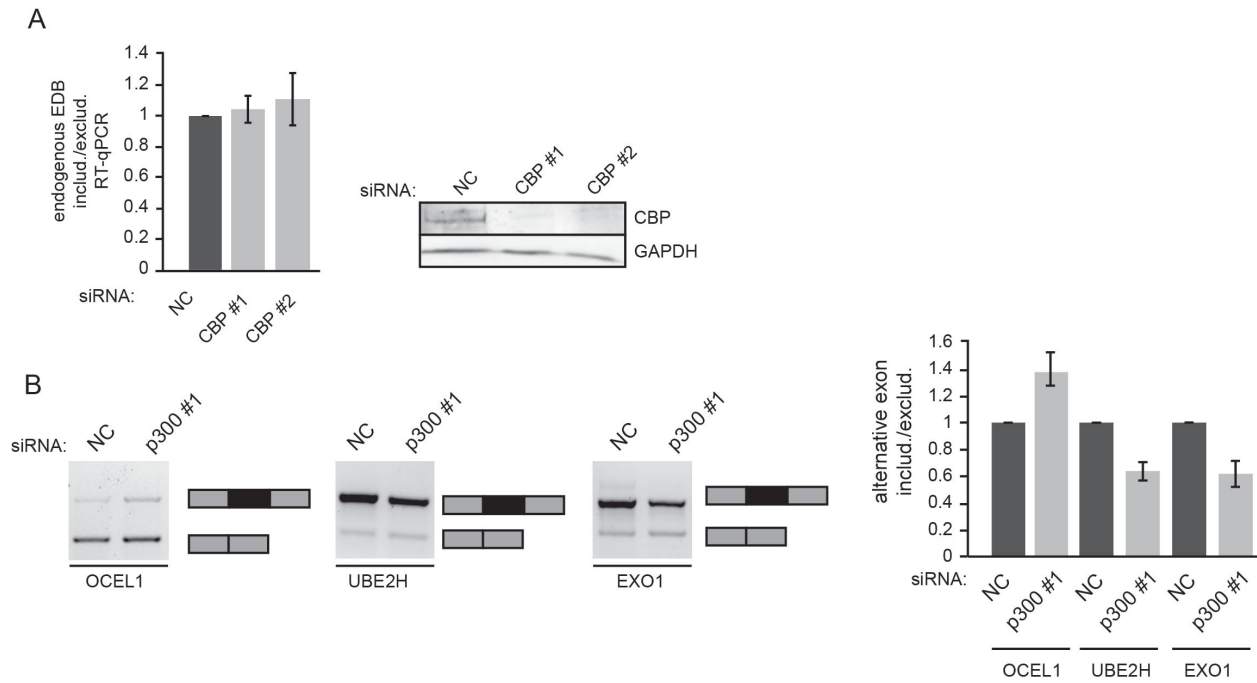 A
endogenous EDB
includ./exclud.
RT-qPCR
1.4
1.2
1
0.8
0.6
0.4
0.2
0
siRNA:
NC
CBP #1
CBP #2
siRNA:
NC
CBP #1
CBP #2
CBP
GAPDH
B
siRNA:
NC
p300 #1
OCEL1
NC
p300 #1
UBE2H
NC
p300 #1
EXO1
alternative exon
includ./exclud.
1.6
1.4
1.2
1
0.8
0.6
0.4
0.2
0
siRNA:
NC
p300 #1
NC
p300 #1
NC
p300 #1
OCEL1
UBE2H
EXO1